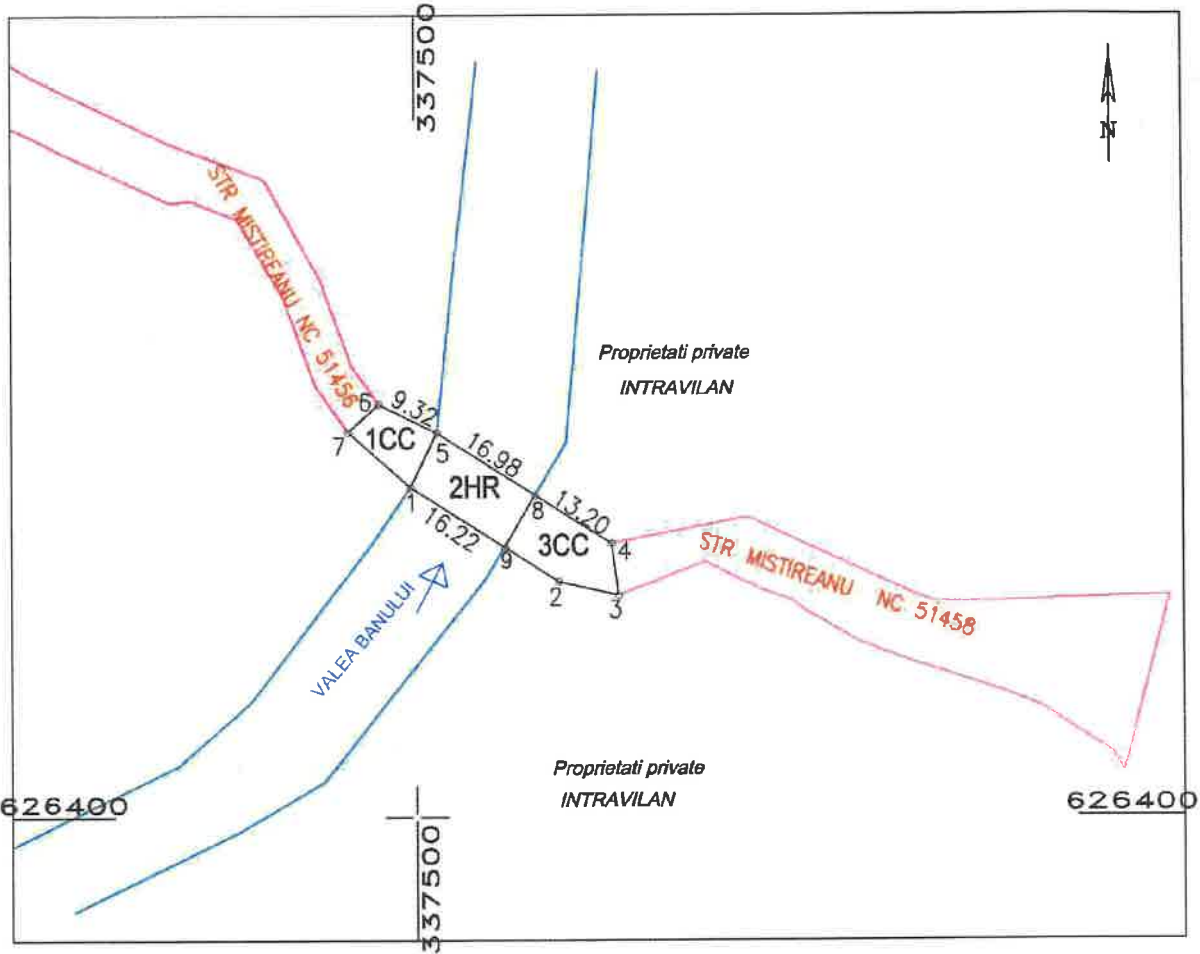 337500
N
STR MISTIREANU NC 51456
Proprietati private
INTRAVILAN
6
9.32
7
1CC
5
16.98
2HR
8
13.20
1
16.22
9
3CC
4
2
3
STR MISTIREANU NC 51458
VALEA BANULUI
Proprietati private
INTRAVILAN
626400
626400
337500